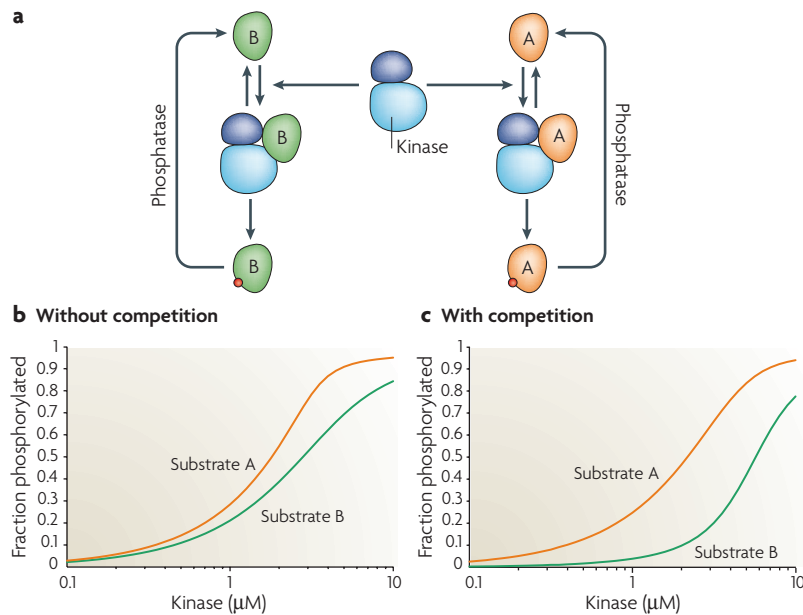 a
B
A
Phosphatase
B
Kinase
A
Phosphatase
B
A
b Without competition
Fraction phosphorylated
1
0.9
0.8
0.7
0.6
0.5
0.4
0.3
0.2
0.1
0
Substrate A
Substrate B
0.1
1
10
Kinase (μM)
c With competition
Fraction phosphorylated
1
0.9
0.8
0.7
0.6
0.5
0.4
0.3
0.2
0.1
0
Substrate A
Substrate B
0.1
1
10
Kinase (μM)